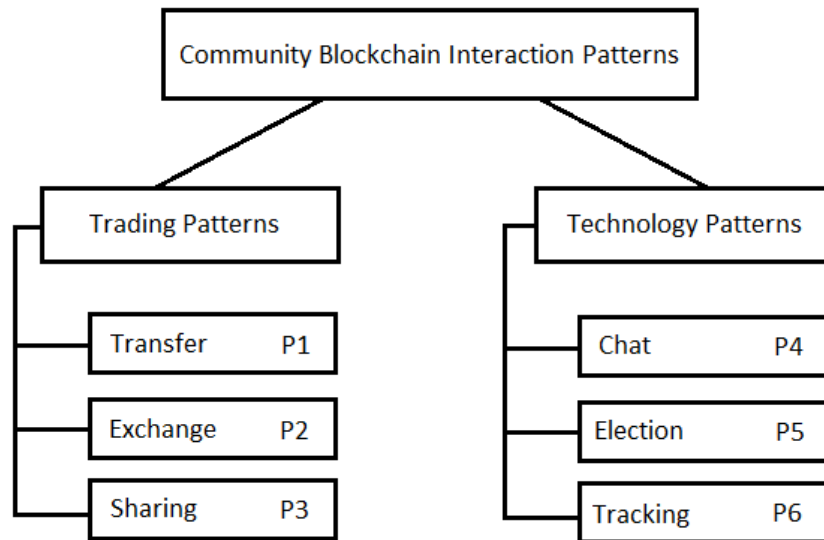 Community Blockchain Interaction Patterns
Trading Patterns
Transfer P1
Exchange P2
Sharing P3
Technology Patterns
Chat P4
Election P5
Tracking P6